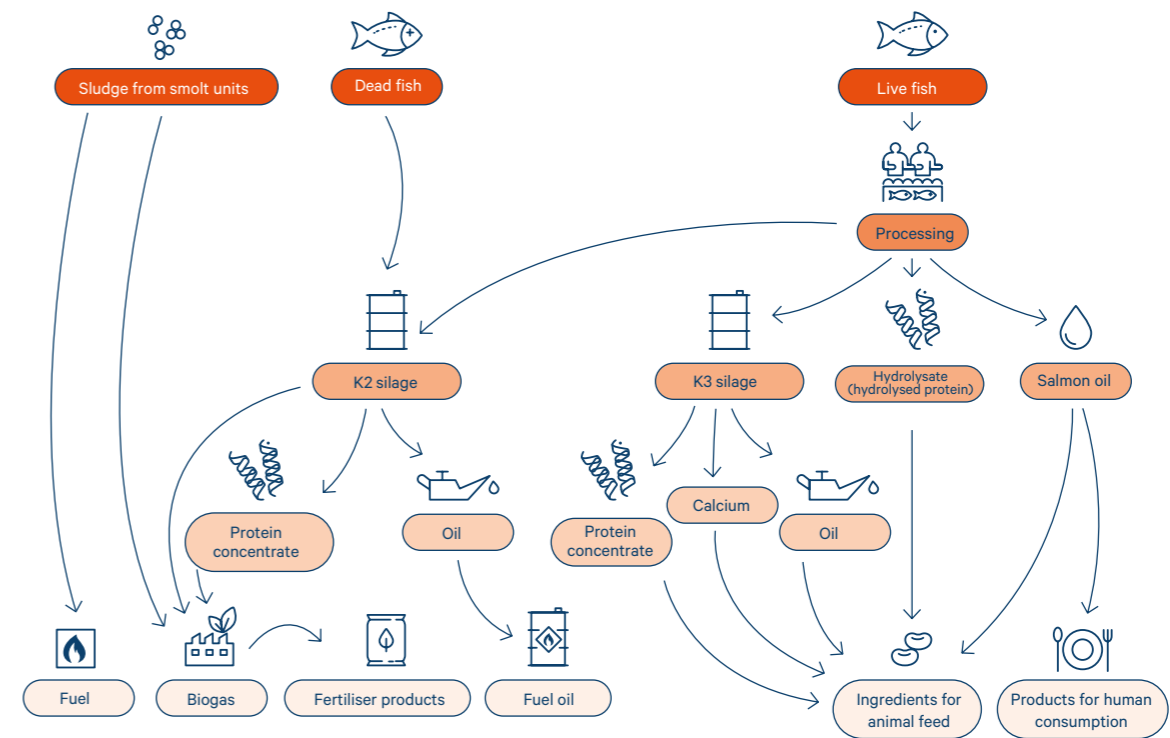 Sludge from smolt units
Dead fish
Live fish
Processing
K2 silage
K3 silage
Hydrolysate
(hydrolysed protein)
Salmon oil
Protein
concentrate
Oil
Protein
concentrate
Calcium
Oil
Fuel
Biogas
Fertiliser products
Fuel oil
Ingredients for
animal feed
Products for human
consumption